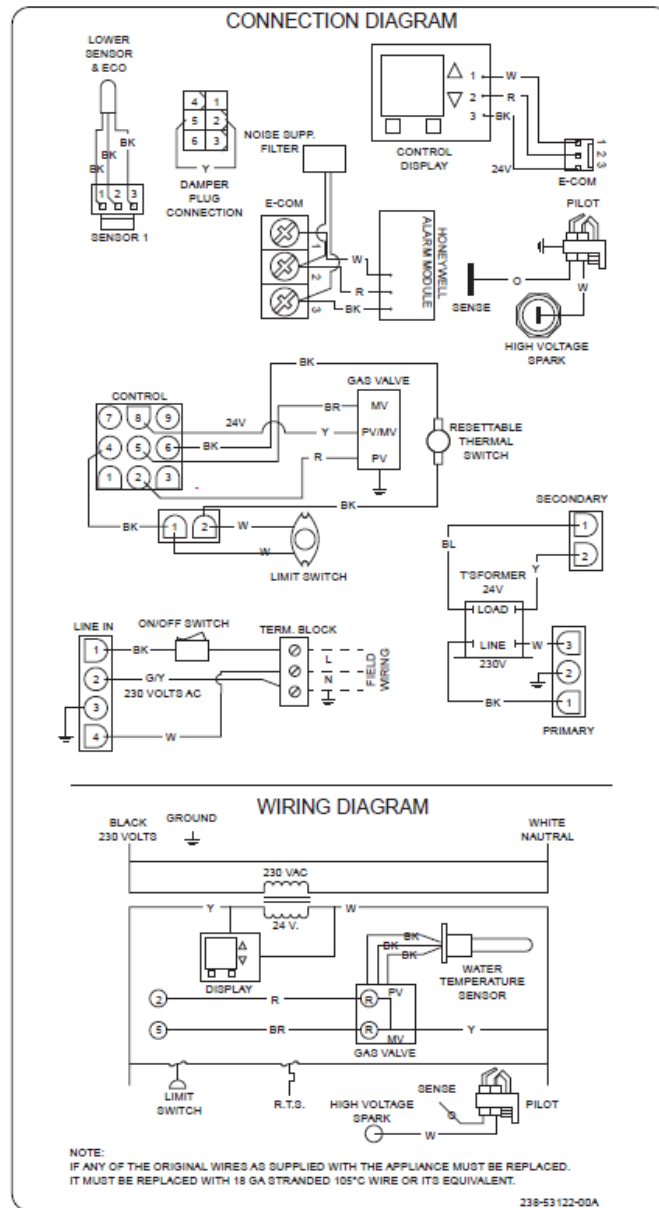 CONNECTION DIAGRAM
LOWER
SENSOR
& ECO
BK
BK
BK
1 2 3
SENSOR 1
4 1
5 2
6 3
Y
DAMPER
PLUG
CONNECTION
NOISE SUPP.
FILTER
1 W
2 R
3 BK
CONTROL
DISPLAY
24V
1
2
3
E-COM
E-COM
1
2
3
W
R
BK
HONEYWELL
ALARM MODULE
PILOT
O
W
SENSE
HIGH VOLTAGE
SPARK
BK
CONTROL
7 8 9
4 5 6
1 2 3
24V
BK
GAS VALVE
BR MV
Y PV/MV
R PV
RESETTABLE
THERMAL
SWITCH
BK
BK
1 2
W
W
LIMIT SWITCH
SECONDARY
1
2
BL
Y
T'SFORMER
24V
LOAD
LINE
230V
W
BK
3
2
1
PRIMARY
LINE IN
1
2
3
4
ON/OFF SWITCH
BK
G/Y
230 VOLTS AC
W
TERM. BLOCK
L
N
FIELD
WIRING
WIRING DIAGRAM
BLACK
230 VOLTS
GROUND
WHITE
NAUTRAL
230 VAC
Y
W
24 V.
DISPLAY
BK
BK
BK
WATER
TEMPERATURE
SENSOR
2 R R PV
5 BR R MV Y
GAS VALVE
LIMIT
SWITCH
R.T.S.
HIGH VOLTAGE
SPARK
SENSE
O
W
PILOT
NOTE:
IF ANY OF THE ORIGINAL WIRES AS SUPPLIED WITH THE APPLIANCE MUST BE REPLACED.
IT MUST BE REPLACED WITH 18 GA STRANDED 105°C WIRE OR ITS EQUIVALENT.
238-53122-00A